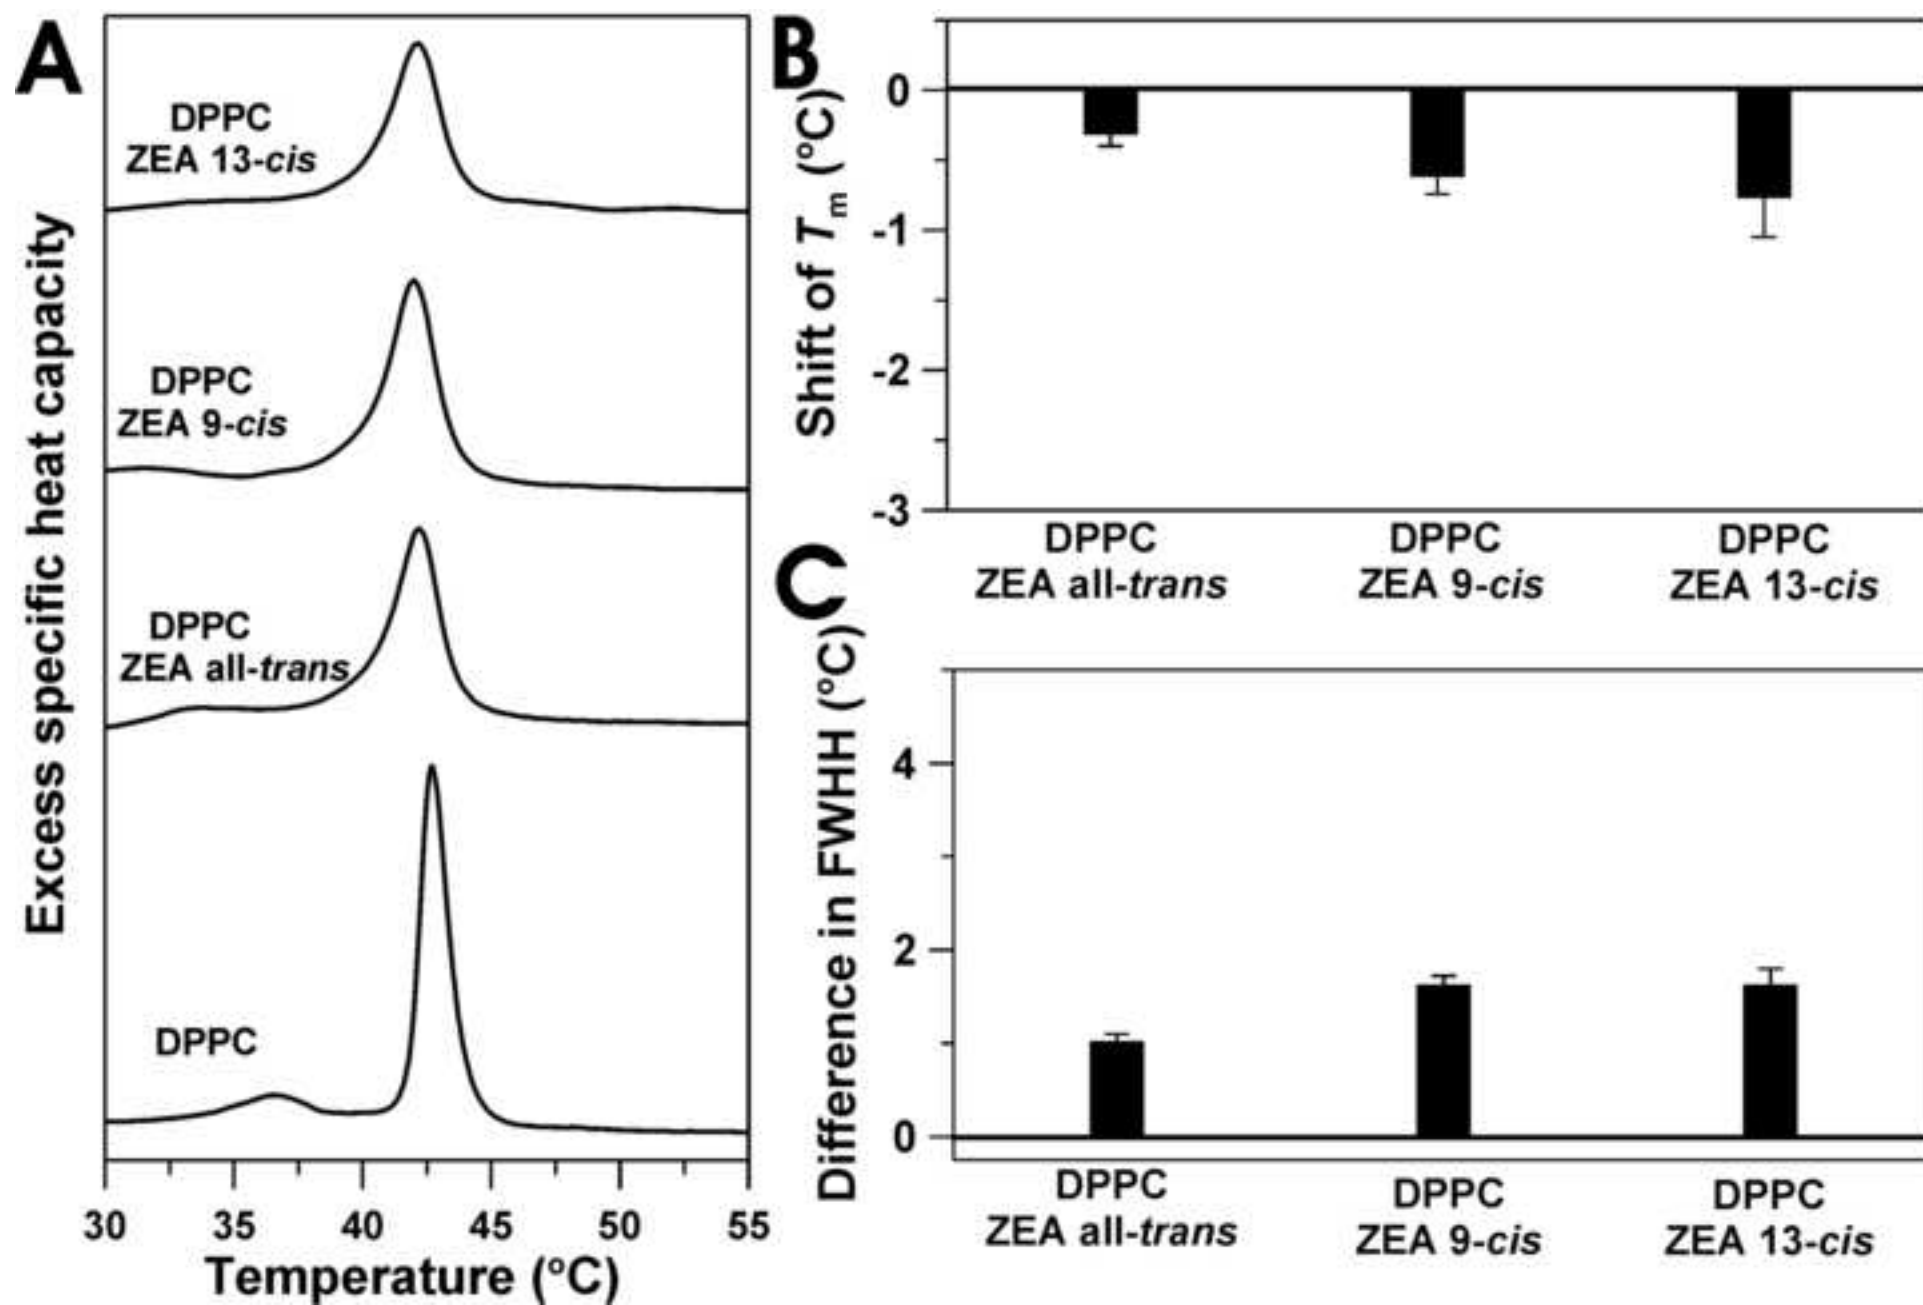 A
Excess specific heat capacity
DPPC
ZEA 13-cis
DPPC
ZEA 9-cis
DPPC
ZEA all-trans
DPPC
30 35 40 45 50 55
Temperature (°C)
B
Shift of Tm (°C)
0
-1
-2
-3
DPPC
ZEA all-trans
DPPC
ZEA 9-cis
DPPC
ZEA 13-cis
C
Difference in FWHH (°C)
4
2
0
DPPC
ZEA all-trans
DPPC
ZEA 9-cis
DPPC
ZEA 13-cis